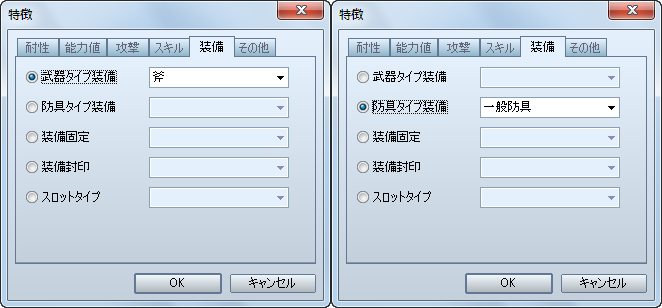 特徴
耐性 能力値 攻撃 スキル 装備 その他
武器タイプ装備 斧
防具タイプ装備
装備固定
装備封印
スロットタイプ
OK キャンセル
特徴
耐性 能力値 攻撃 スキル 装備 その他
武器タイプ装備
防具タイプ装備 一般防具
装備固定
装備封印
スロットタイプ
OK キャンセル